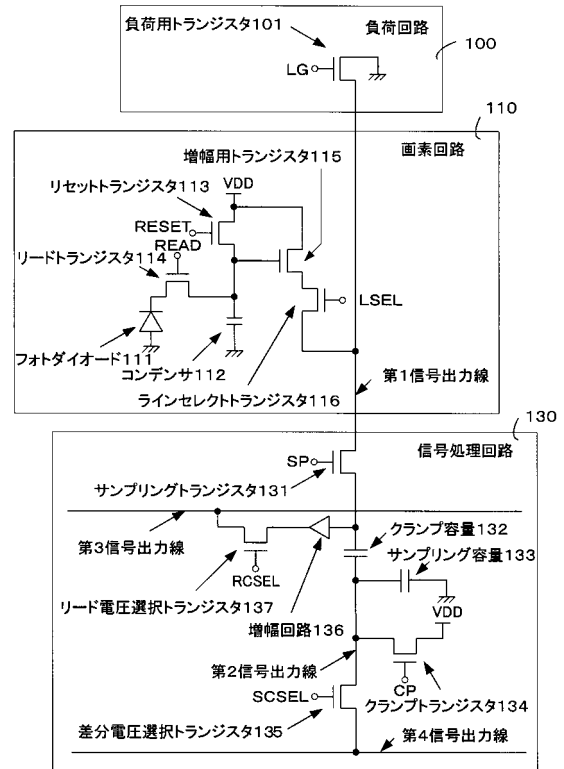 負荷用トランジスタ101
負荷回路
100
LG
110
画素回路
増幅用トランジスタ115
リセットトランジスタ113
VDD
RESET
READ
リードトランジスタ114
LSEL
フォトダイオード111
コンデンサ112
第1信号出力線
ラインセレクトトランジスタ116
130
信号処理回路
SP
サンプリングトランジスタ131
クランプ容量132
第3信号出力線
サンプリング容量133
RCSEL
VDD
リード電圧選択トランジスタ137
増幅回路136
第2信号出力線
CP
SCSEL
クランプトランジスタ134
差分電圧選択トランジスタ135
第4信号出力線